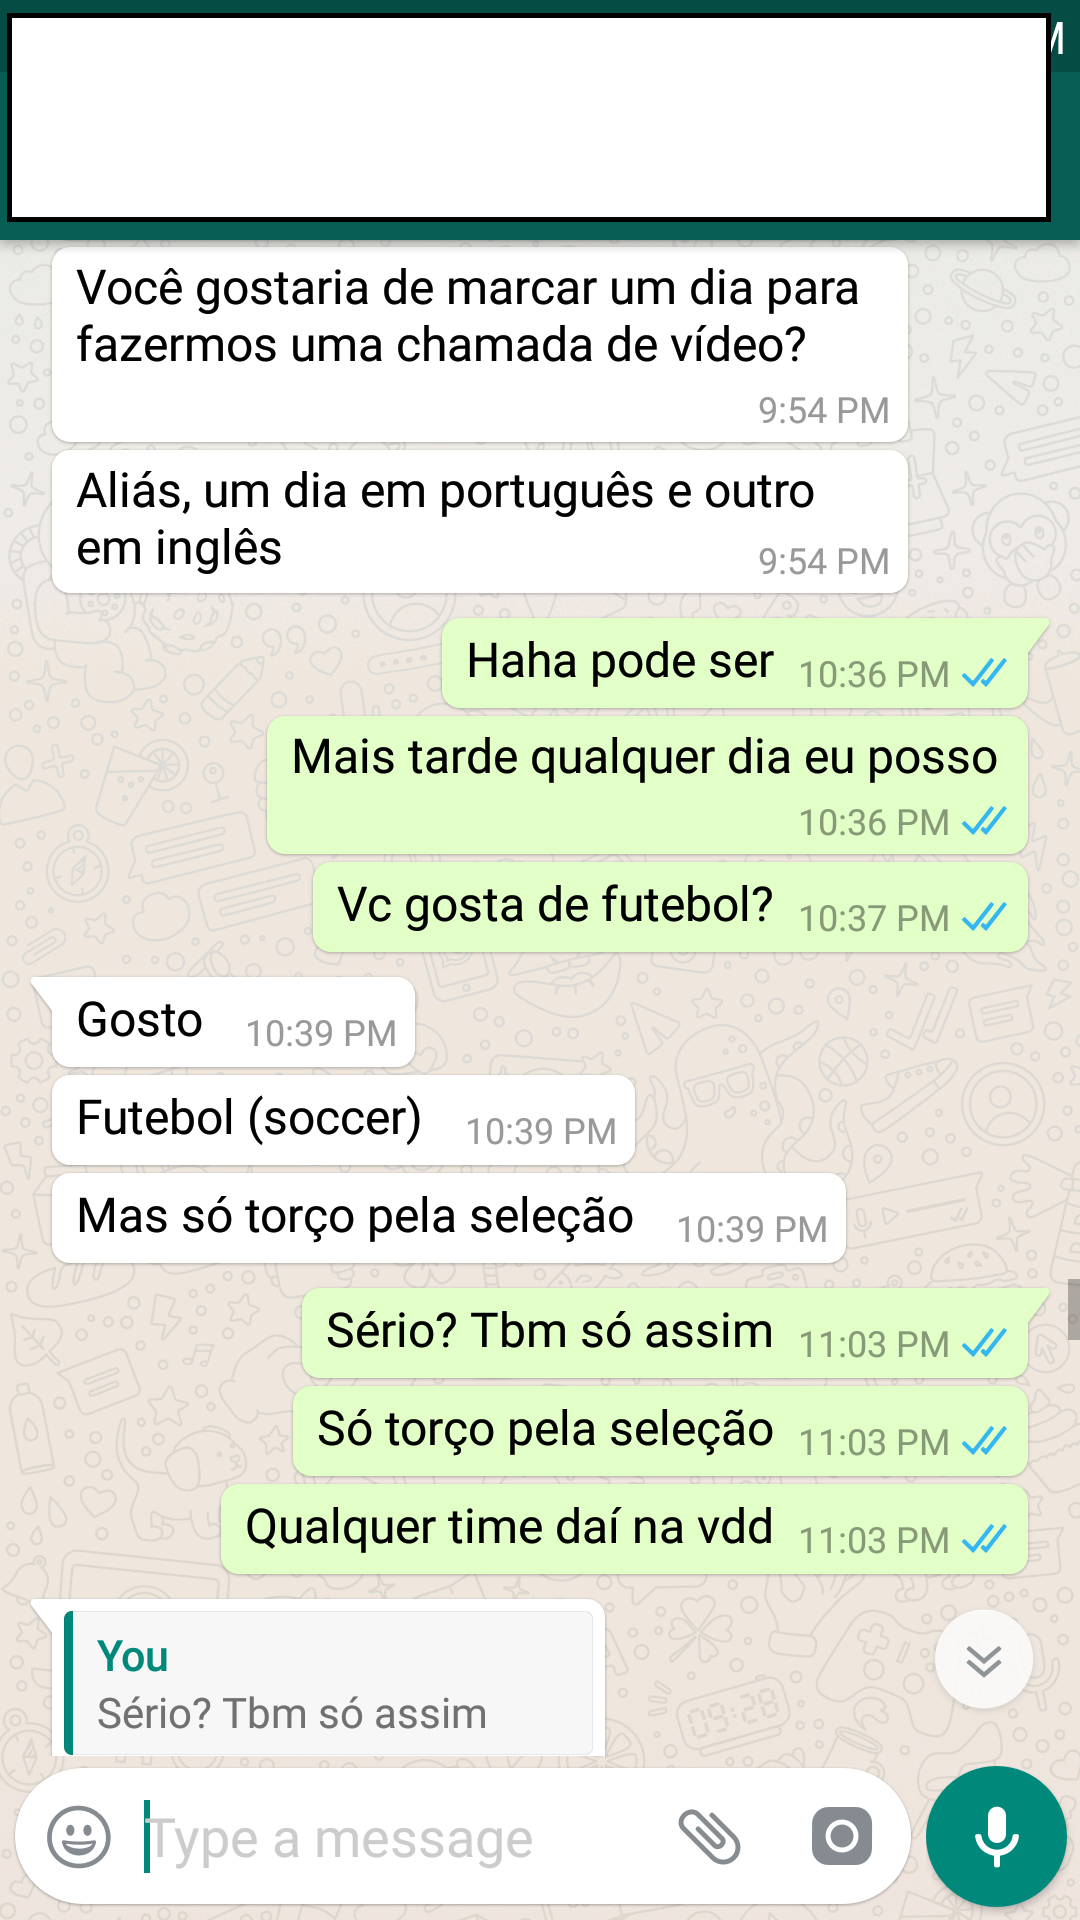 M
Você gostaria de marcar um dia para
fazermos uma chamada de vídeo?
9:54 PM
Aliás, um dia em português e outro
em inglês 9:54 PM
Haha pode ser 10:36 PM
Mais tarde qualquer dia eu posso
10:36 PM
Vc gosta de futebol? 10:37 PM
Gosto 10:39 PM
Futebol (soccer) 10:39 PM
Mas só torço pela seleção 10:39 PM
Sério? Tbm só assim 11:03 PM
Só torço pela seleção 11:03 PM
Qualquer time daí na vdd 11:03 PM
You
Sério? Tbm só assim
09:28
Type a message